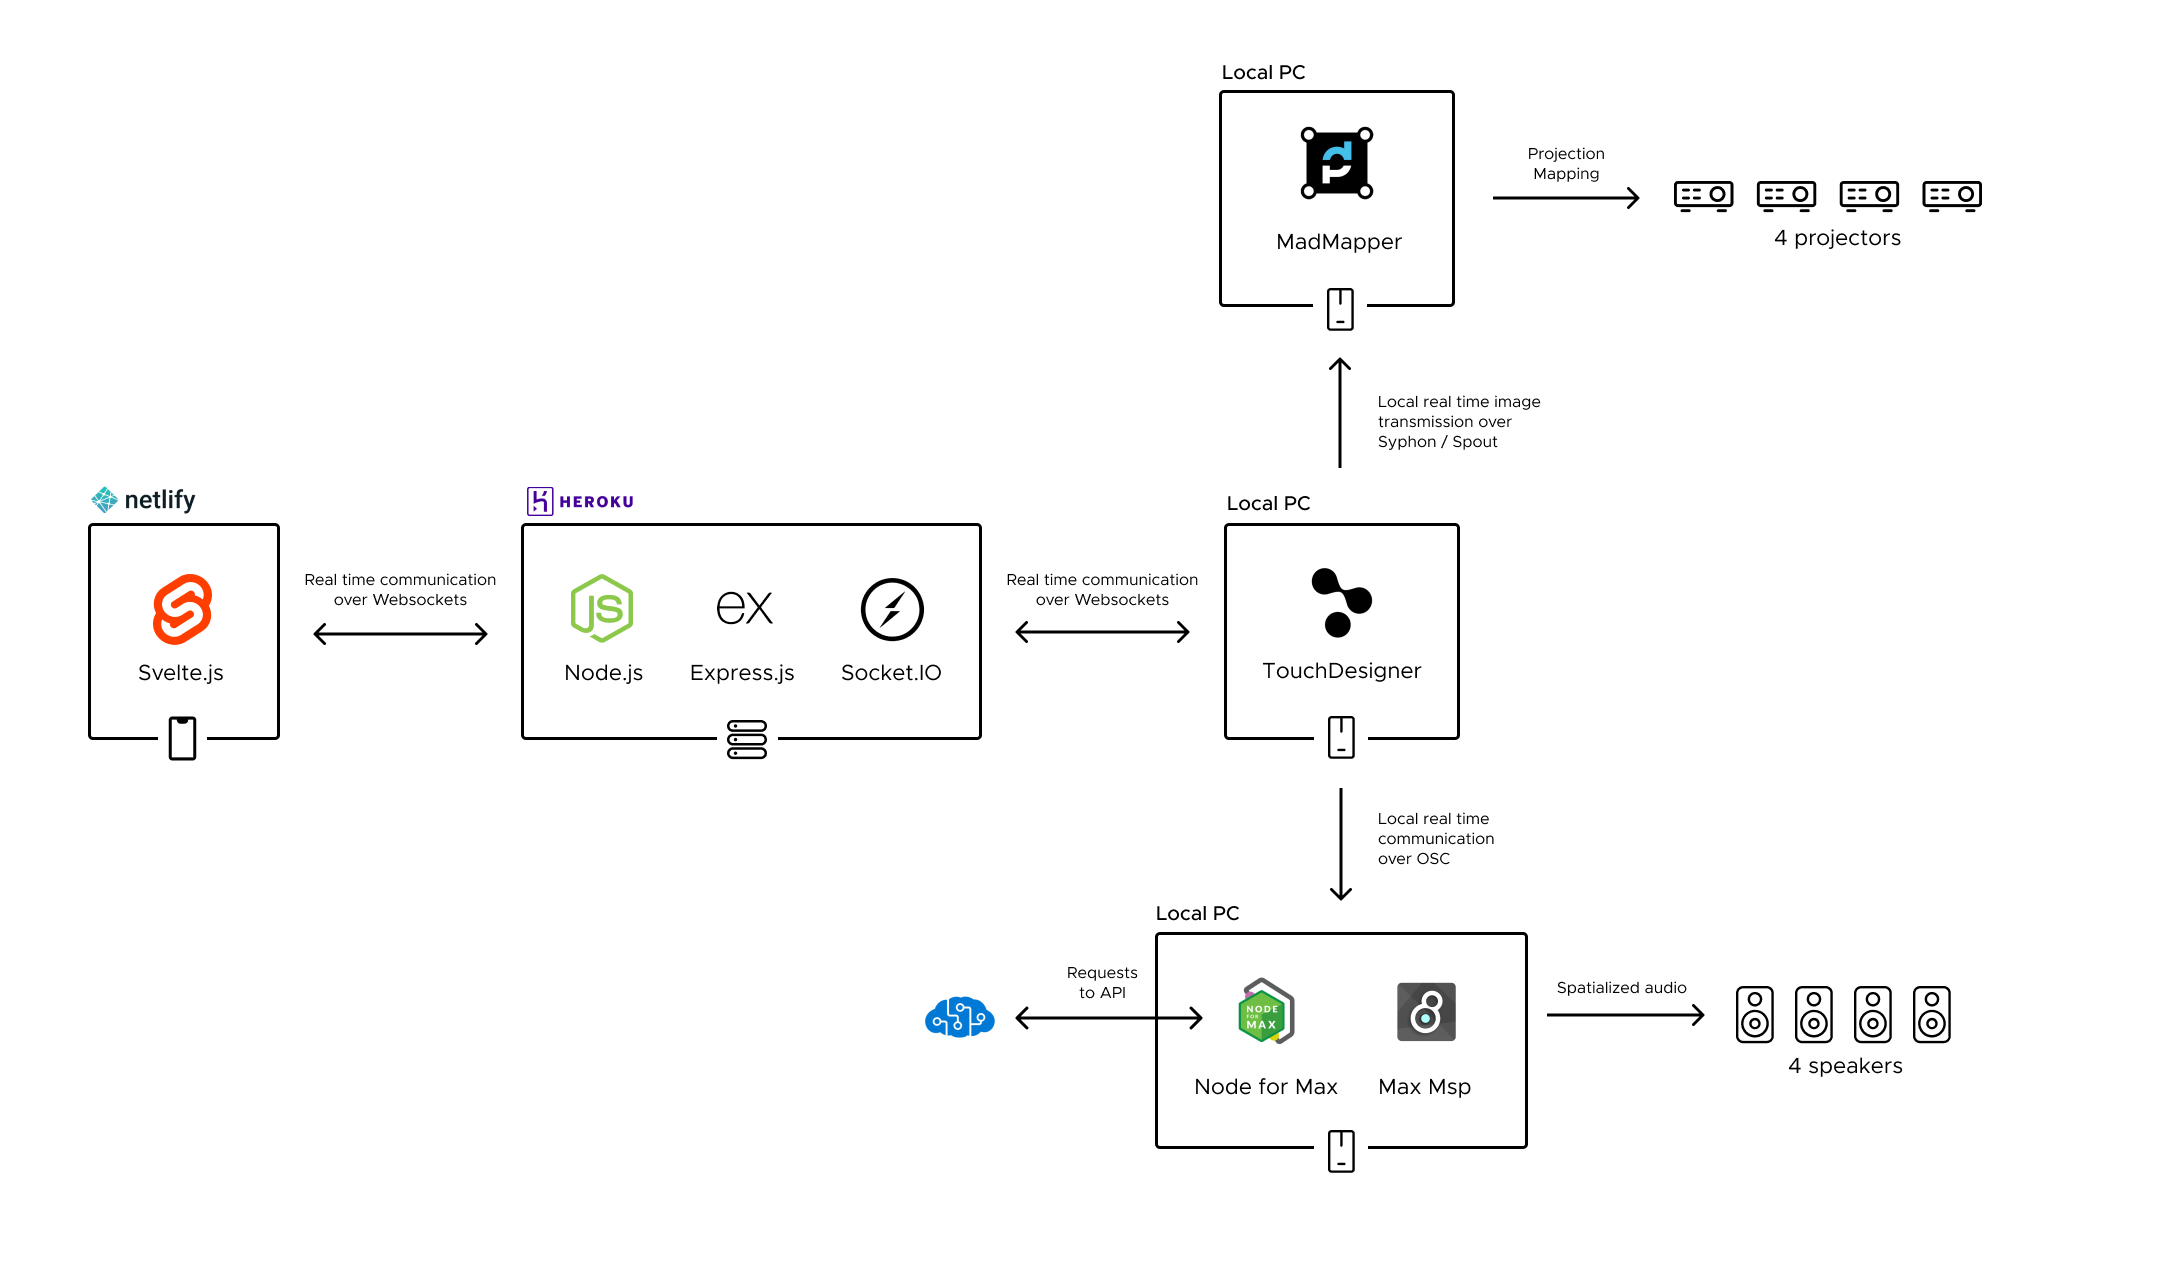 Local PC
MadMapper
Projection
Mapping
4 projectors
Local real time image
transmission over
Syphon / Spout
netlify
Svelte.js
Real time communication
over Websockets
HEROKU
JS
Node.js
ex
Express.js
Socket.IO
Real time communication
over Websockets
Local PC
TouchDesigner
Local real time
communication
over OSC
Local PC
Requests
to API
NODE
FOR
MAX
Node for Max
Max Msp
Spatialized audio
4 speakers